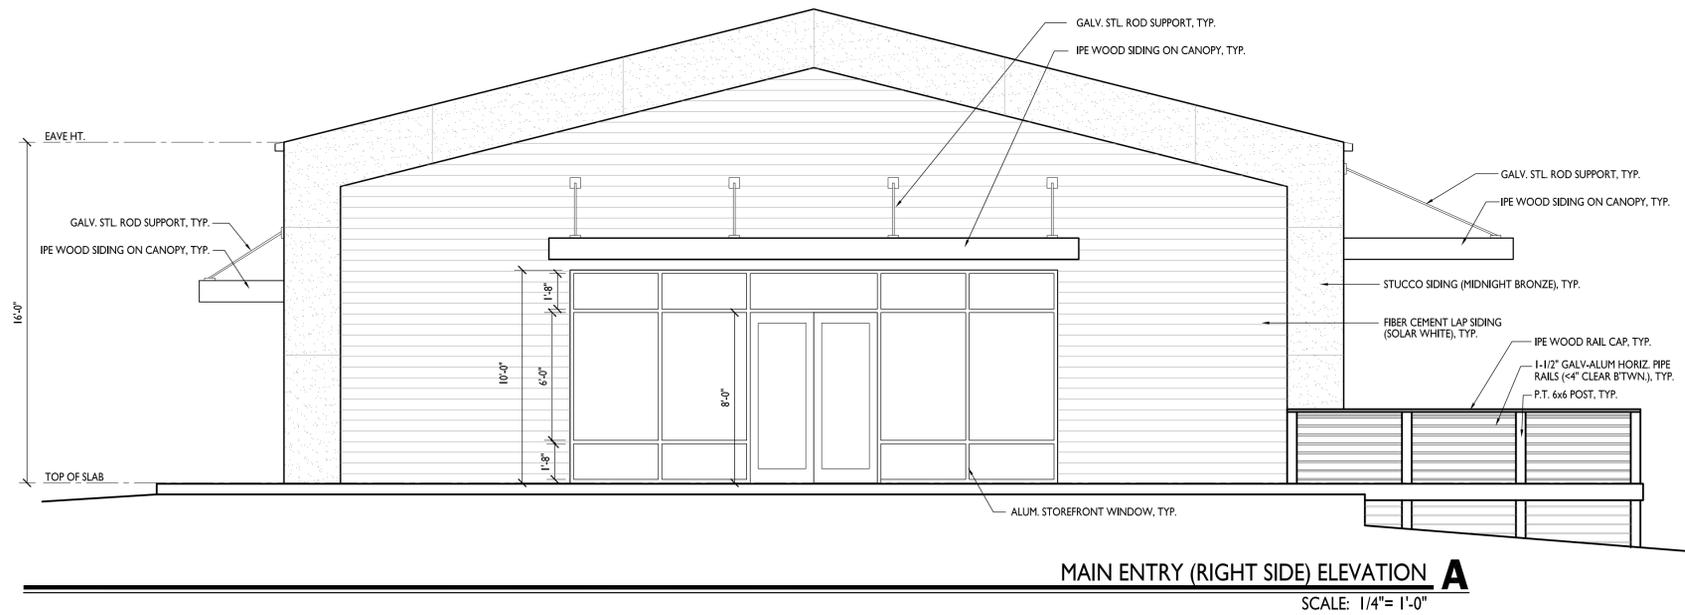 GALV. STL. ROD SUPPORT, TYP.
IPE WOOD SIDING ON CANOPY, TYP.
EAVE HT.
GALV. STL. ROD SUPPORT, TYP.
IPE WOOD SIDING ON CANOPY, TYP.
GALV. STL. ROD SUPPORT, TYP.
IPE WOOD SIDING ON CANOPY, TYP.
16'-0"
10'-0"
1'-8"
6'-0"
1'-8"
8'-0"
STUCCO SIDING (MIDNIGHT BRONZE), TYP.
FIBER CEMENT LAP SIDING
(SOLAR WHITE), TYP.
IPE WOOD RAIL CAP, TYP.
1-1/2" GALV-ALUM HORIZ. PIPE
RAILS (<4" CLEAR B'TWN.), TYP.
P.T. 6x6 POST, TYP.
TOP OF SLAB
ALUM. STOREFRONT WINDOW, TYP.
MAIN ENTRY (RIGHT SIDE) ELEVATION A
SCALE: 1/4"= 1'-0"